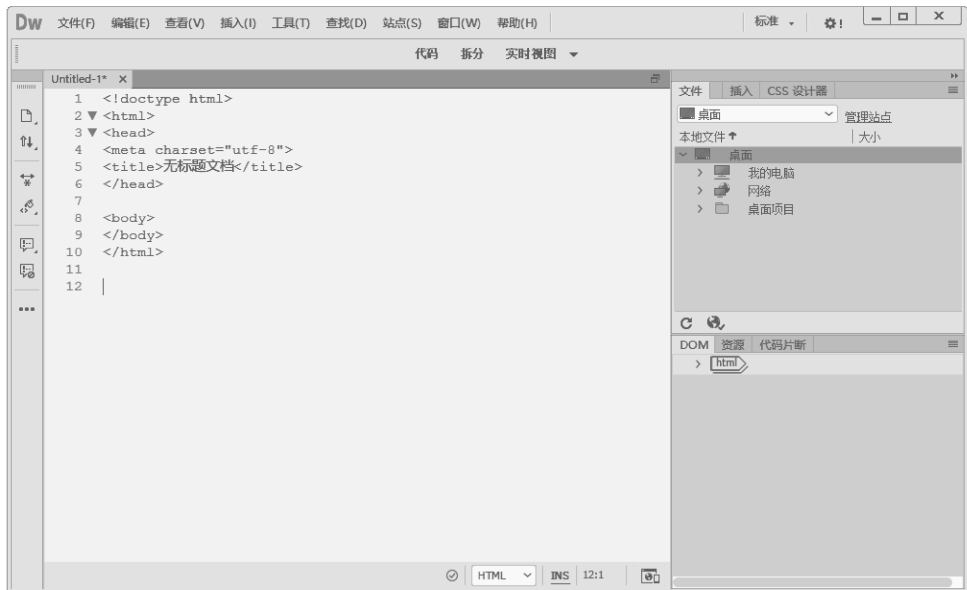 Dw 文件(F) 编辑(E) 查看(V) 插入(I) 工具(T) 查找(D) 站点(S) 窗口(W) 帮助(H) 标准
代码 拆分 实时视图
Untitled-1* X
1 <!doctype html>
2 <html>
3 <head>
4 <meta charset="utf-8">
5 <title>无标题文档</title>
6 </head>
7
8 <body>
9 </body>
10 </html>
11
12
HTML INS 12:1
文件 插入 CSS 设计器
桌面 管理站点
本地文件 大小
桌面
我的电脑
网络
桌面项目
DOM 资源 代码片断
html